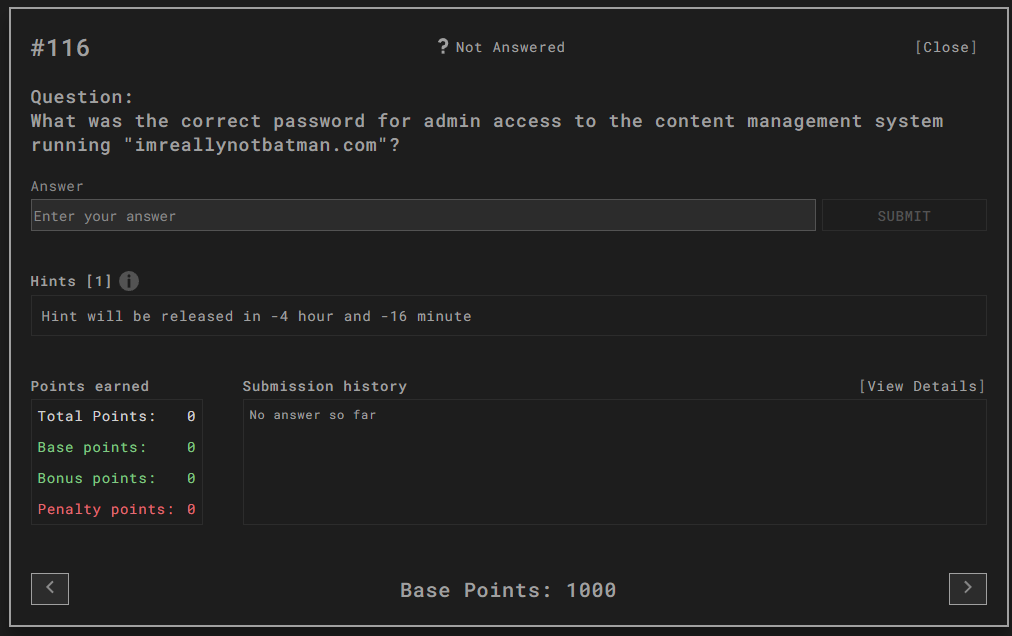 #116
? Not Answered
[Close]
Question:
What was the correct password for admin access to the content management system
running "imreallynotbatman.com"?
Answer
Enter your answer
SUBMIT
Hints [1] i
Hint will be released in -4 hour and -16 minute
Points earned
Total Points: 0
Base points: 0
Bonus points: 0
Penalty points: 0
Submission history
[View Details]
No answer so far
<
Base Points: 1000
>